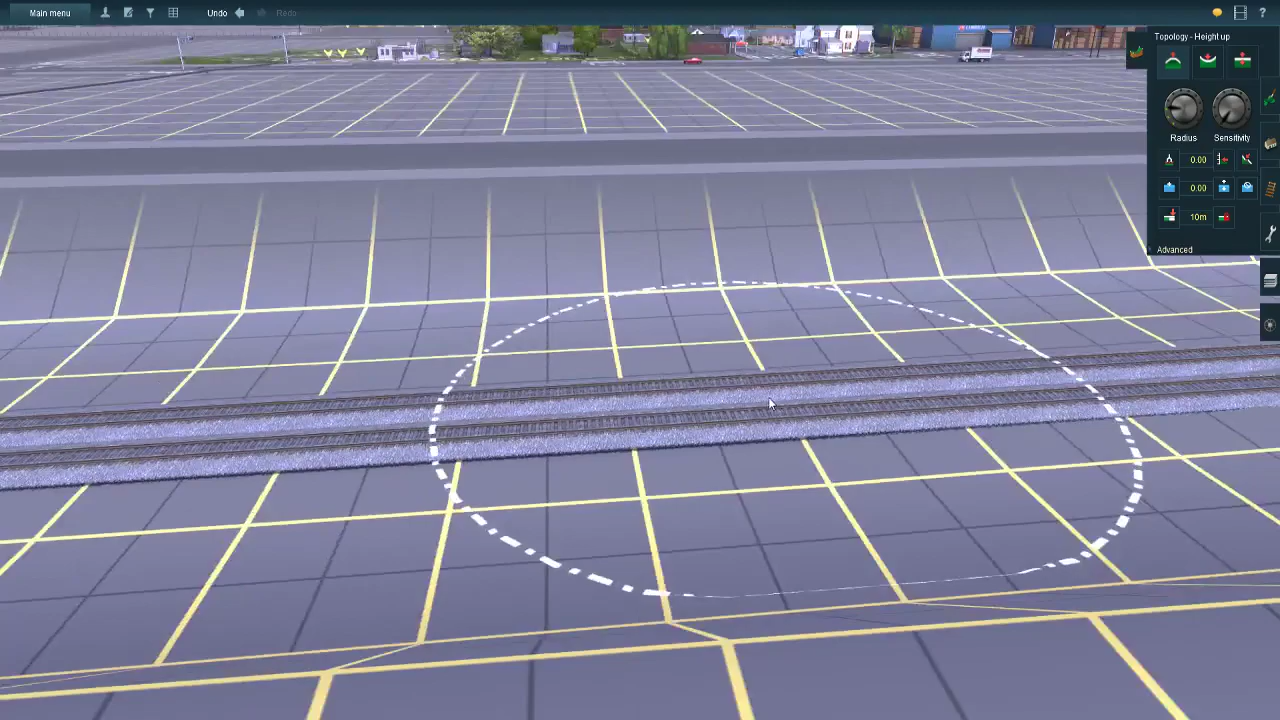 Main menu
Undo
Redo
?
Topology - Height up
Radius
Sensitivity
0.00
0.00
10m
Advanced